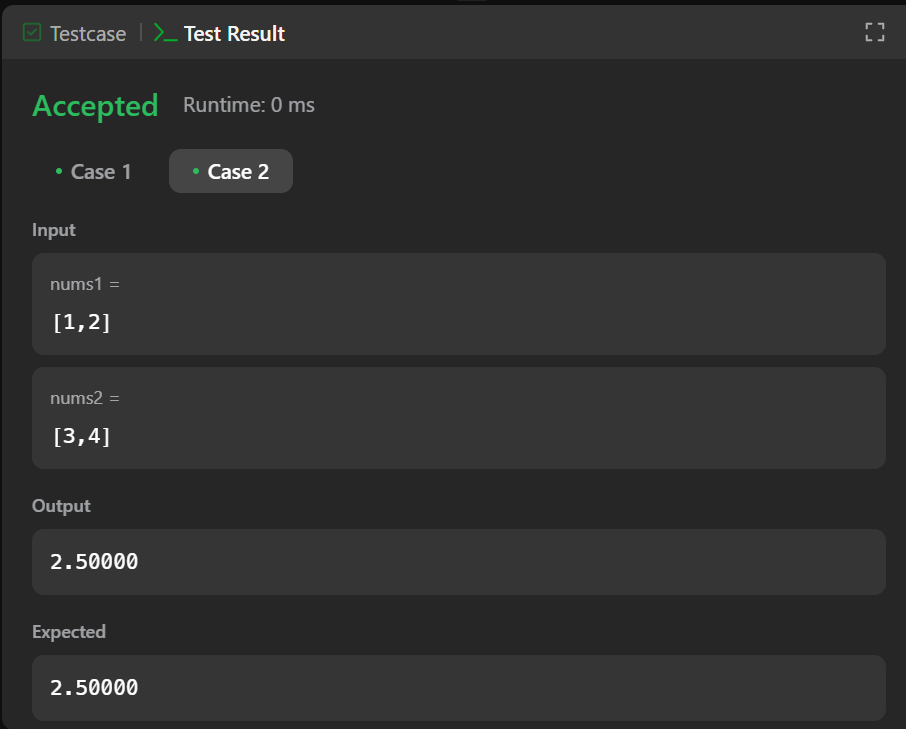 Testcase | >_ Test Result
Accepted Runtime: 0 ms
• Case 1 • Case 2
Input
nums1 =
[1,2]
nums2 =
[3,4]
Output
2.50000
Expected
2.50000